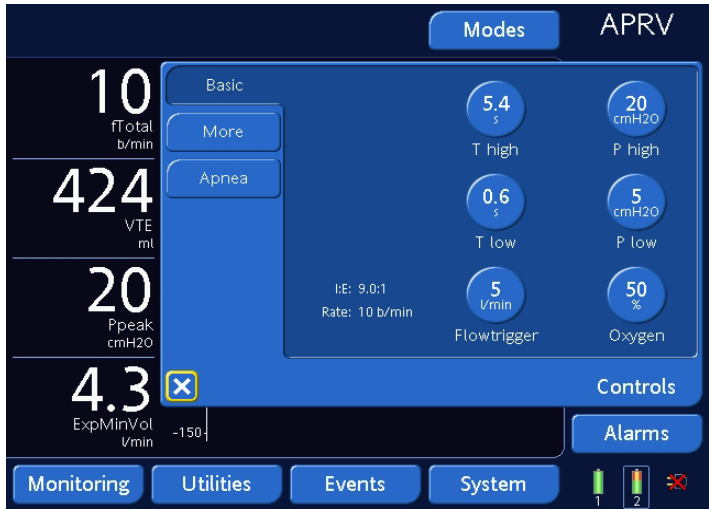 Modes
APRV
10
fTotal
b/min
424
VTE
ml
20
Ppeak
cmH2O
4.3
ExpMinVol
l/min
Basic
More
Apnea
5.4
s
T high
20
cmH2O
P high
0.6
s
T low
5
cmH2O
P low
I:E: 9.0:1
Rate: 10 b/min
5
l/min
Flowtrigger
50
%
Oxygen
Controls
-150
Alarms
Monitoring
Utilities
Events
System
1
2